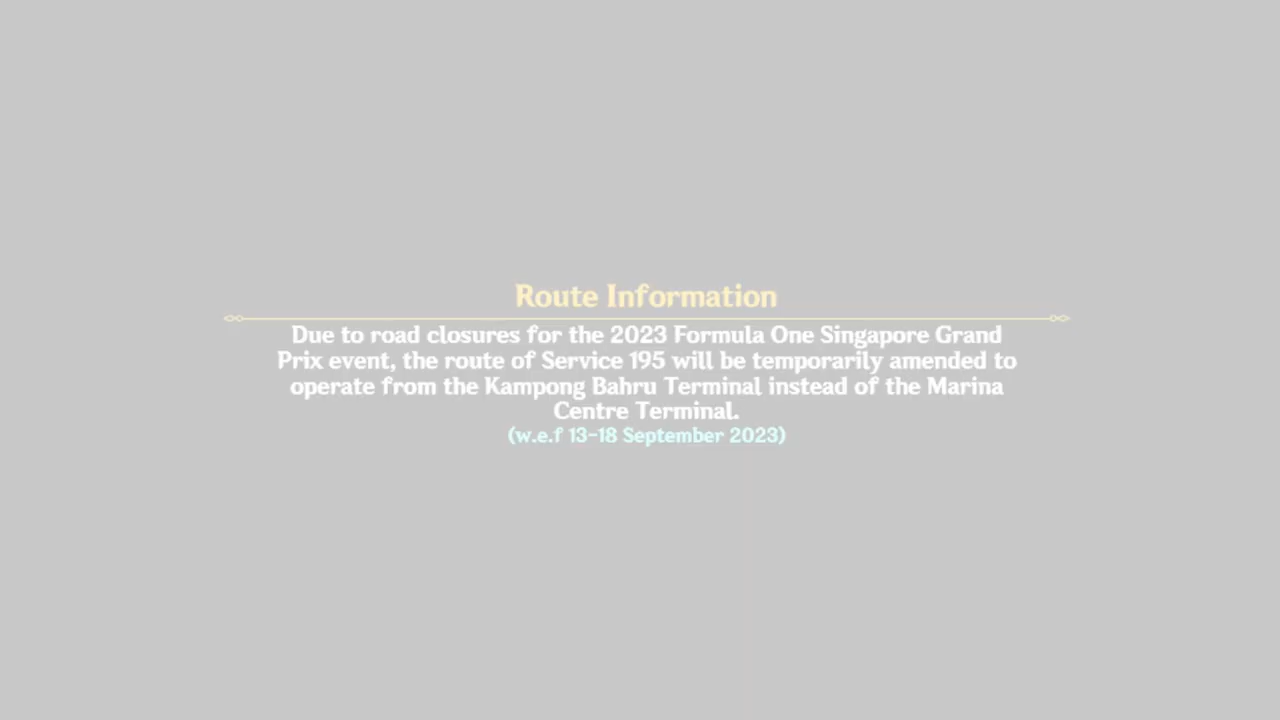 Route Information
Due to road closures for the 2023 Formula One Singapore Grand
Prix event, the route of Service 195 will be temporarily amended to
operate from the Kampong Bahru Terminal instead of the Marina
Centre Terminal.
(w.e.f 13-18 September 2023)